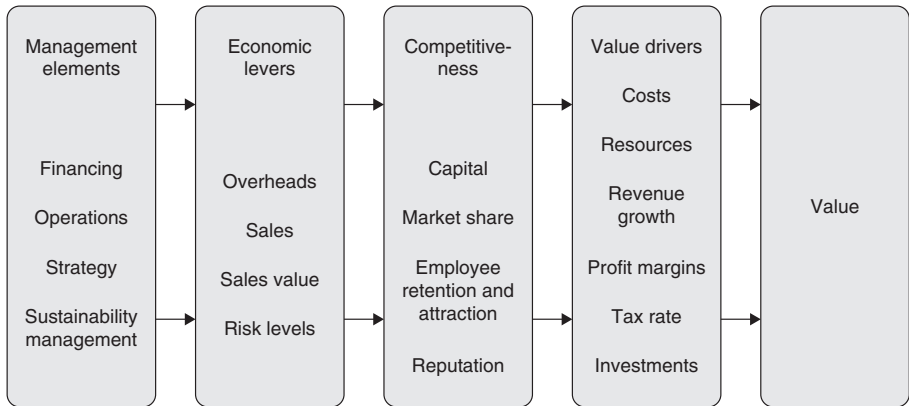 Management
elements
Financing
Operations
Strategy
Sustainability
management
Economic
levers
Overheads
Sales
Sales value
Risk levels
Competitive-
ness
Capital
Market share
Employee
retention and
attraction
Reputation
Value drivers
Costs
Resources
Revenue
growth
Profit margins
Tax rate
Investments
Value